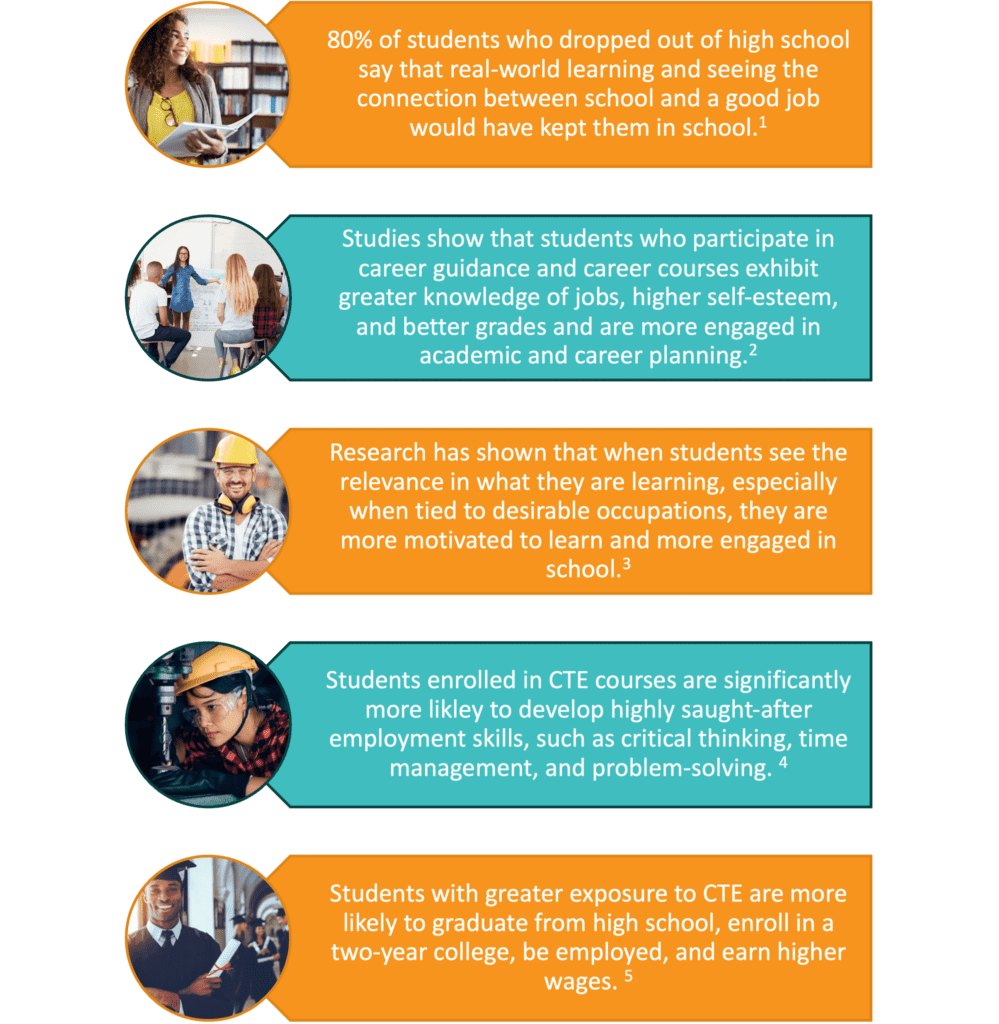 80% of students who dropped out of high school
say that real-world learning and seeing the
connection between school and a good job
would have kept them in school.¹
Studies show that students who participate in
career guidance and career courses exhibit
greater knowledge of jobs, higher self-esteem,
and better grades and are more engaged in
academic and career planning.²
Research has shown that when students see the
relevance in what they are learning, especially
when tied to desirable occupations, they are
more motivated to learn and more engaged in
school.³
Students enrolled in CTE courses are significantly
more likley to develop highly saught-after
employment skills, such as critical thinking, time
management, and problem-solving. ⁴
Students with greater exposure to CTE are more
likely to graduate from high school, enroll in a
two-year college, be employed, and earn higher
wages. ⁵